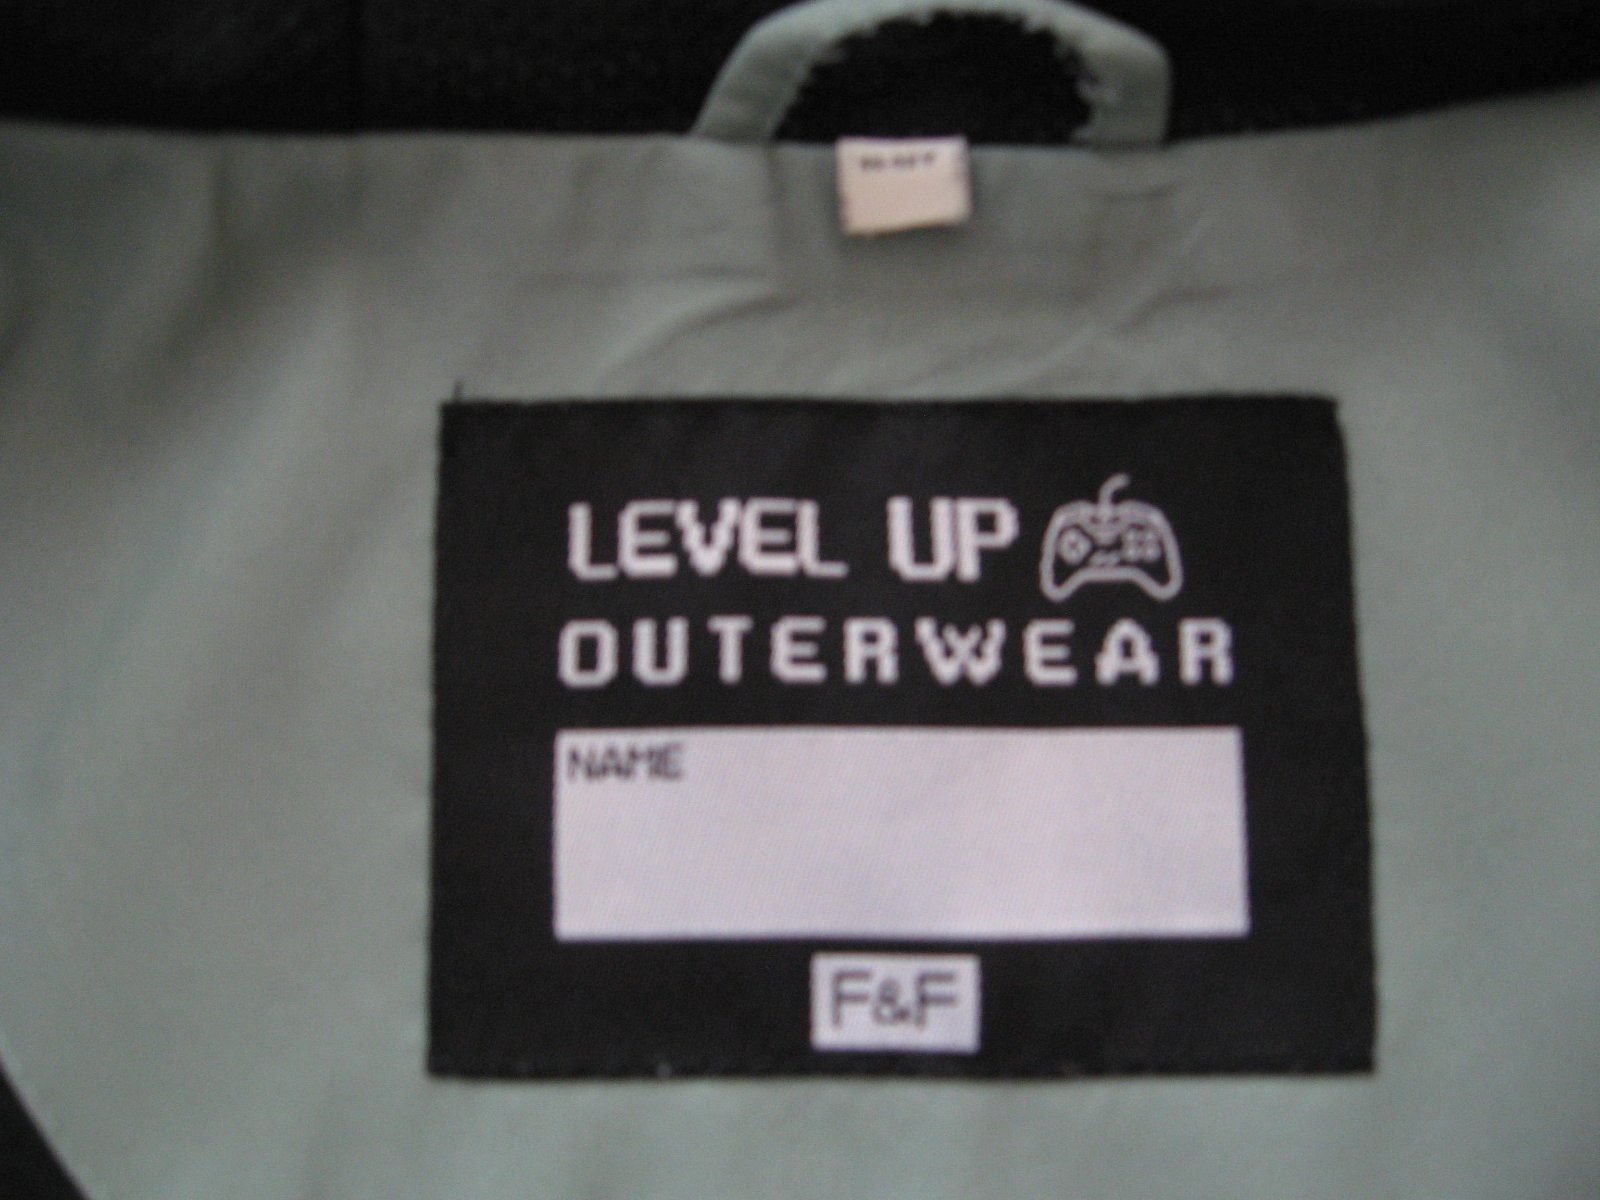 LEVEL UP
OUTERWEAR
NAME
F&F